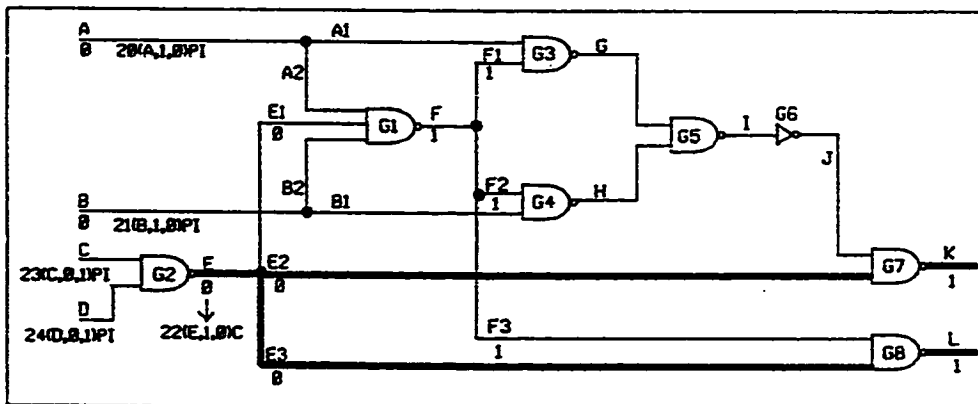 A
0
20(A,1,0)PI
A1
A2
F1
1
G3
G
E1
0
G1
F
1
G5
I
G6
J
B2
F2
1
G4
H
B
0
21(B,1,0)PI
B1
C
23(C,0,1)PI
G2
E
0
E2
0
G7
K
1
D
24(D,0,1)PI
22(E,1,0)C
F3
1
G8
L
1
E3
0